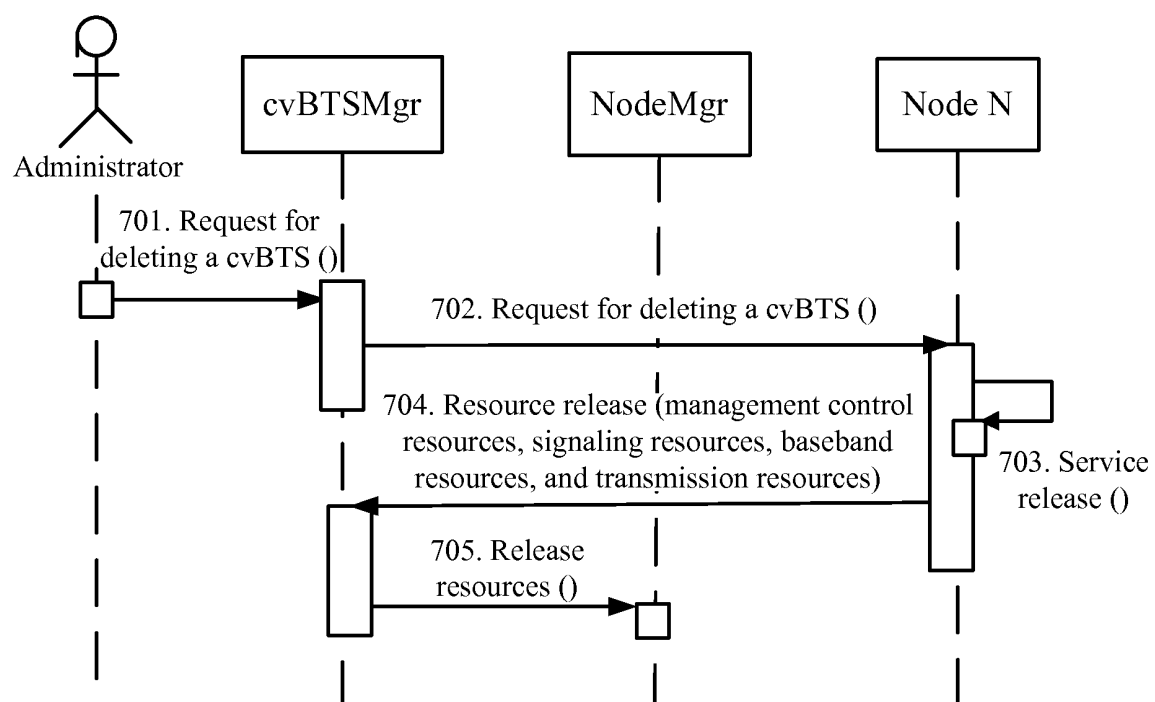 cvBTSMgr
NodeMgr
Node N
Administrator
701. Request for
deleting a cvBTS ()
702. Request for deleting a cvBTS ()
704. Resource release (management control
resources, signaling resources, baseband
resources, and transmission resources)
703. Service
release ()
705. Release
resources ()